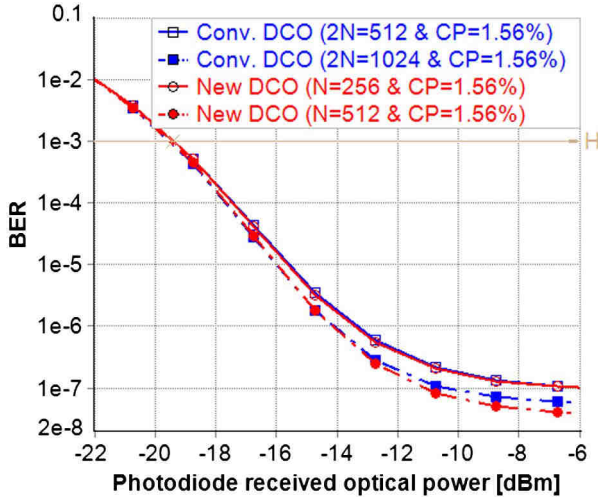 0.1
1e-2
1e-3
1e-4
1e-5
1e-6
1e-7
2e-8
BER
Conv. DCO (2N=512 & CP=1.56%)
Conv. DCO (2N=1024 & CP=1.56%)
New DCO (N=256 & CP=1.56%)
New DCO (N=512 & CP=1.56%)
H
-22 -20 -18 -16 -14 -12 -10 -8 -6
Photodiode received optical power [dBm]